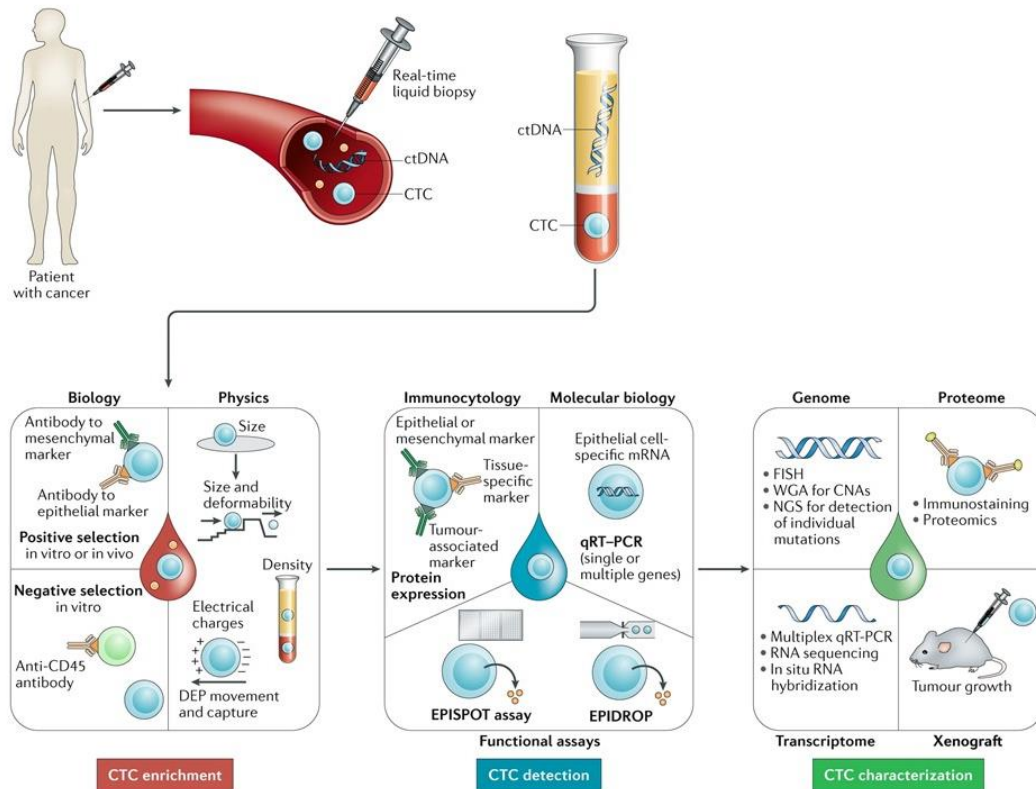 Real-time
liquid biopsy
ctDNA
CTC
ctDNA
CTC
Patient
with cancer
Biology
Physics
Antibody to
mesenchymal
marker
Antibody to
epithelial marker
Positive selection
in vitro or in vivo
Size
Size and
deformability
Density
Negative selection
in vitro
Anti-CD45
antibody
Electrical
charges
+
+
+
+
+
–
–
–
–
–
DEP movement
and capture
CTC enrichment
Immunocytology
Molecular biology
Epithelial or
mesenchymal marker
Tissue-
specific
marker
Tumour-
associated
marker
Protein
expression
Epithelial cell-
specific mRNA
qRT–PCR
(single or
multiple genes)
EPISPOT assay
EPIDROP
Functional assays
CTC detection
Genome
Proteome
• FISH
• WGA for CNAs
• NGS for detection
of individual
mutations
• Immunostaining
• Proteomics
• Multiplex qRT-PCR
• RNA sequencing
• In situ RNA
hybridization
Tumour growth
Transcriptome
Xenograft
CTC characterization